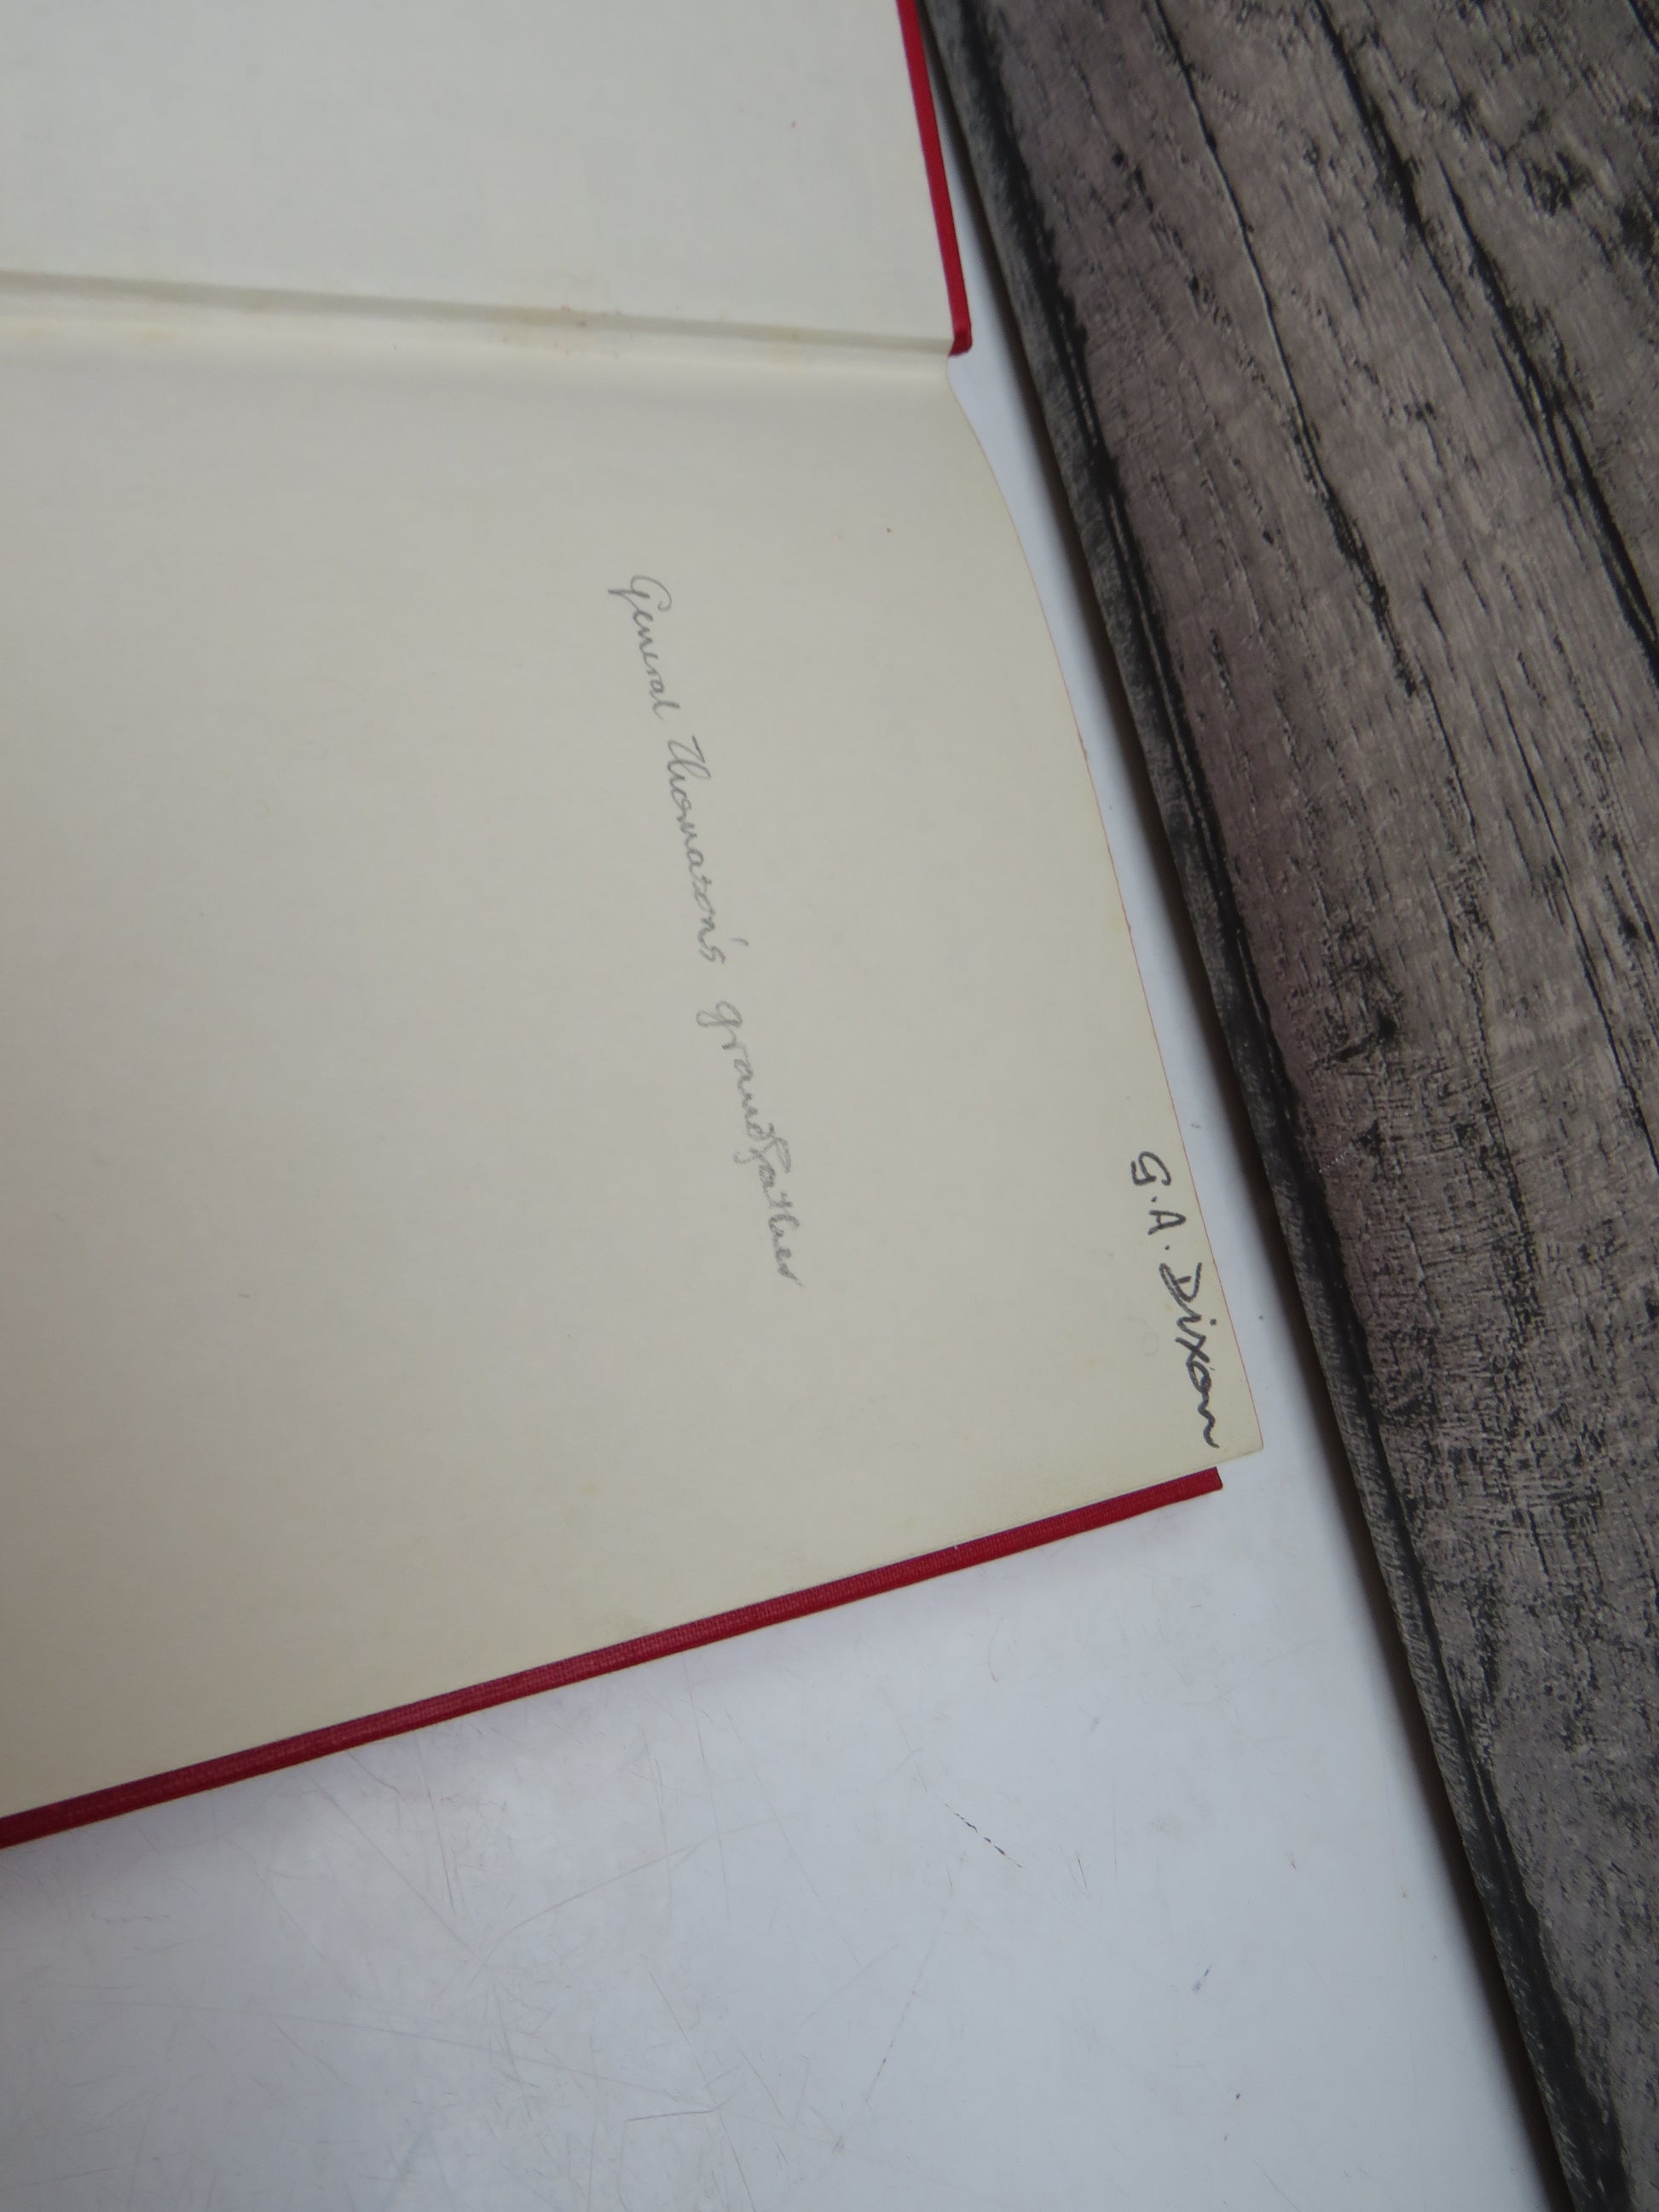 G. A. Dixon
General Thomason's grandfather